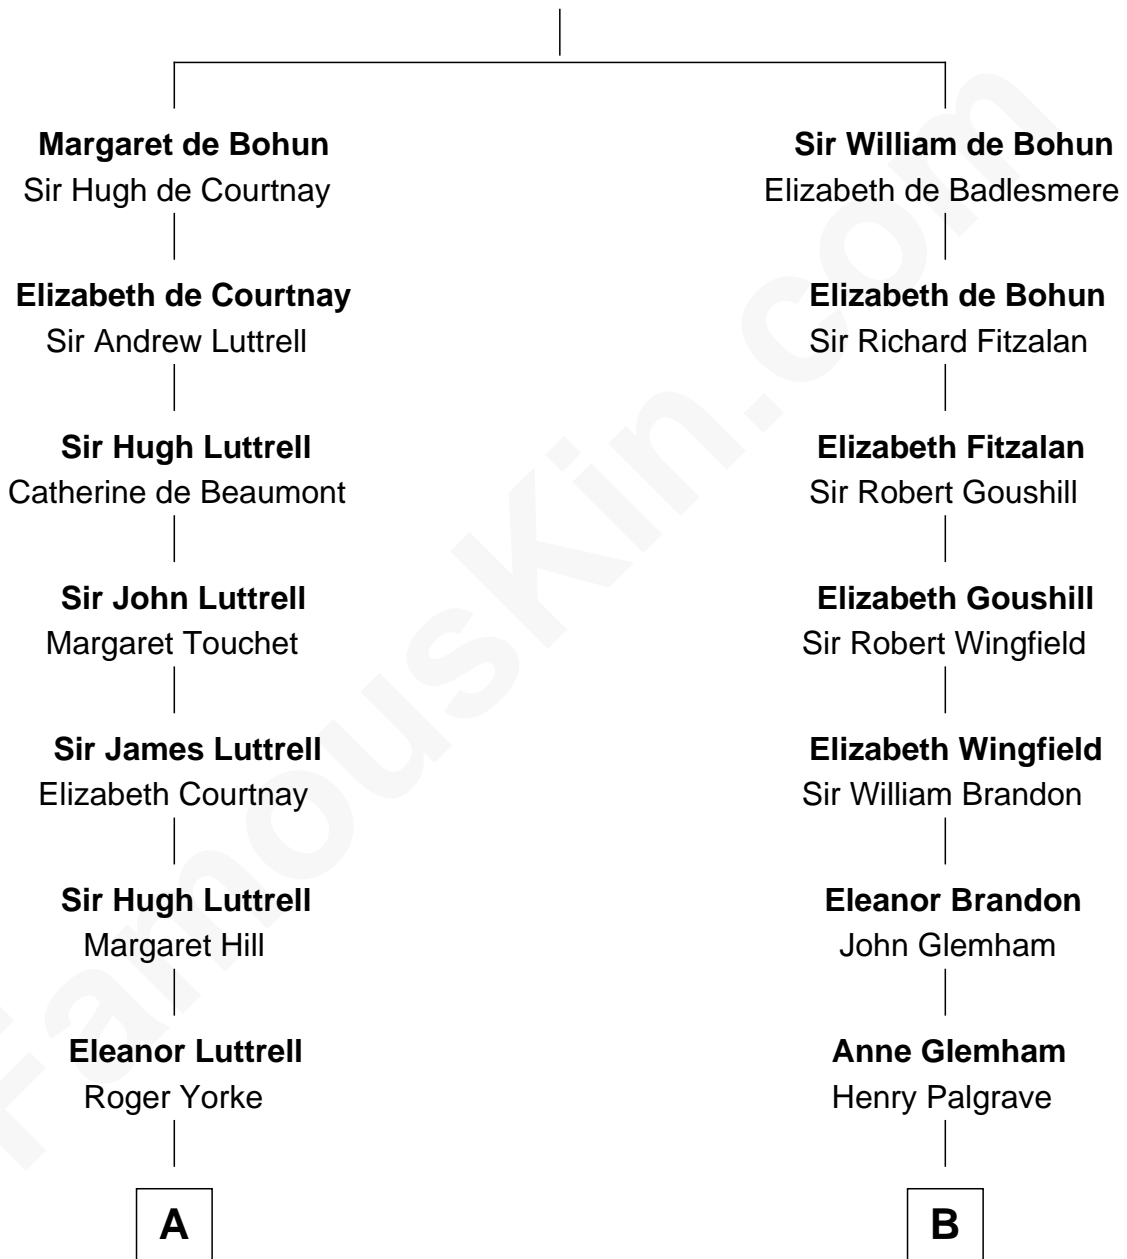 Margaret de Bohun
Sir Hugh de Courtnay
Elizabeth de Courtnay
Sir Andrew Luttrell
Sir Hugh Luttrell
Catherine de Beaumont
Sir John Luttrell
Margaret Touchet
Sir James Luttrell
Elizabeth Courtnay
Sir Hugh Luttrell
Margaret Hill
Eleanor Luttrell
Roger Yorke
A
Sir William de Bohun
Elizabeth de Badlesmere
Elizabeth de Bohun
Sir Richard Fitzalan
Elizabeth Fitzalan
Sir Robert Goushill
Elizabeth Goushill
Sir Robert Wingfield
Elizabeth Wingfield
Sir William Brandon
Eleanor Brandon
John Glemham
Anne Glemham
Henry Palgrave
B
FamousKin.com